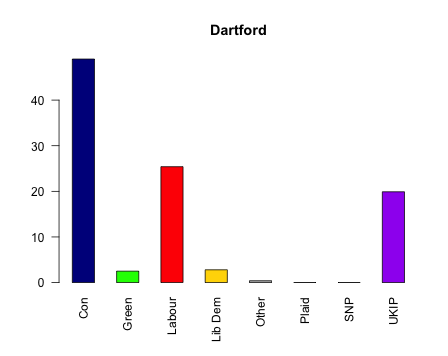 Dartford
40
30
20
10
0
Con
Green
Labour
Lib Dem
Other
Plaid
SNP
UKIP